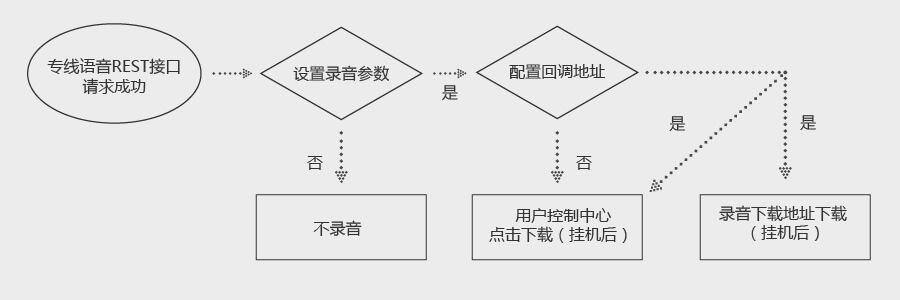 专线语音REST接口
请求成功
设置录音参数
是
配置回调地址
是
是
否
否
不录音
用户控制中心
点击下载（挂机后）
录音下载地址下载
（挂机后）